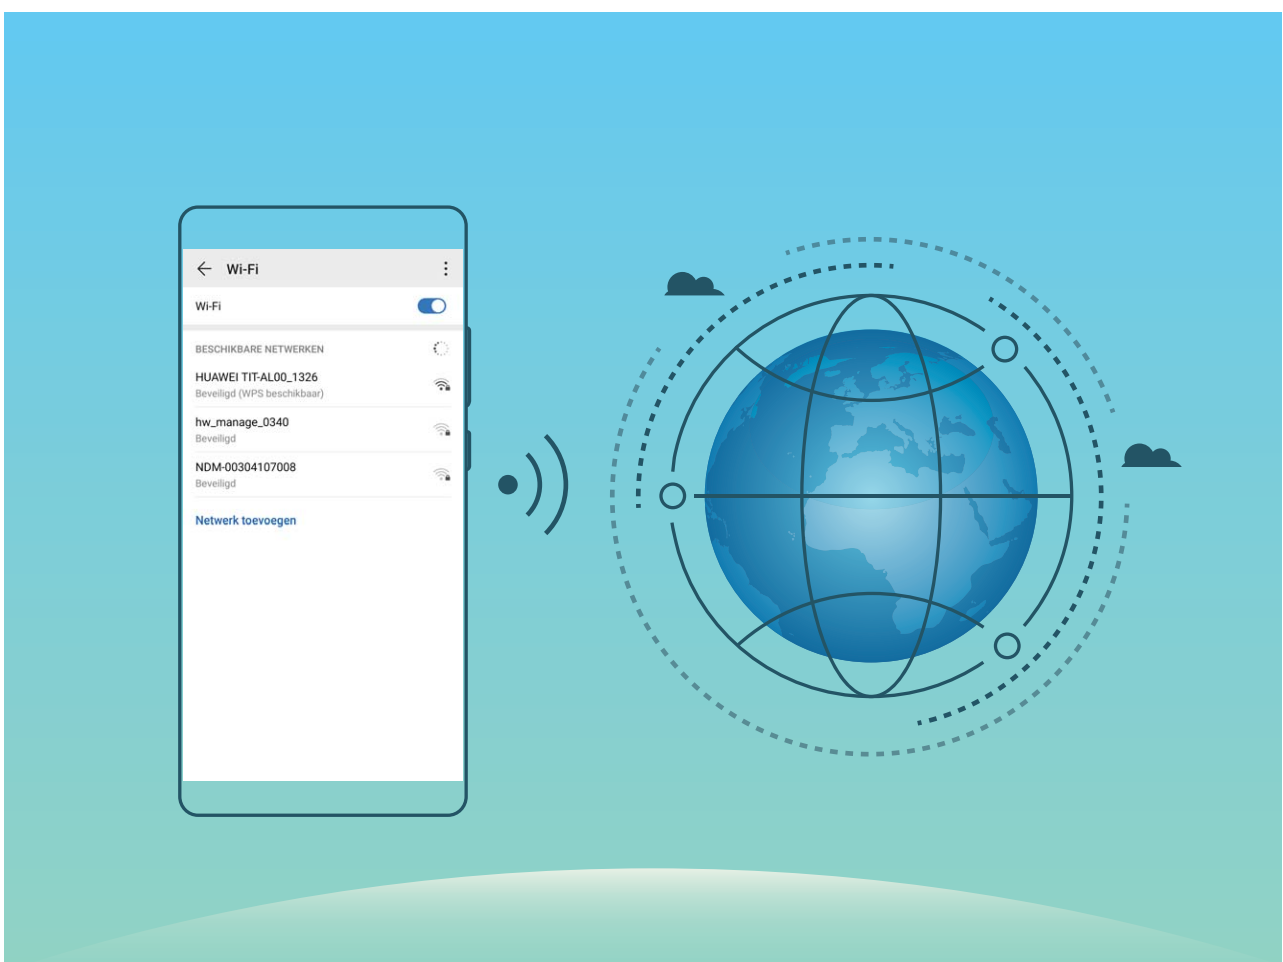 Wi-Fi
Wi-Fi
BESCHIKBARE NETWERKEN
HUAWEI TIT-AL00_1326
Beveiligd (WPS beschikbaar)
hw_manage_0340
Beveiligd
NDM-00304107008
Beveiligd
Netwerk toevoegen